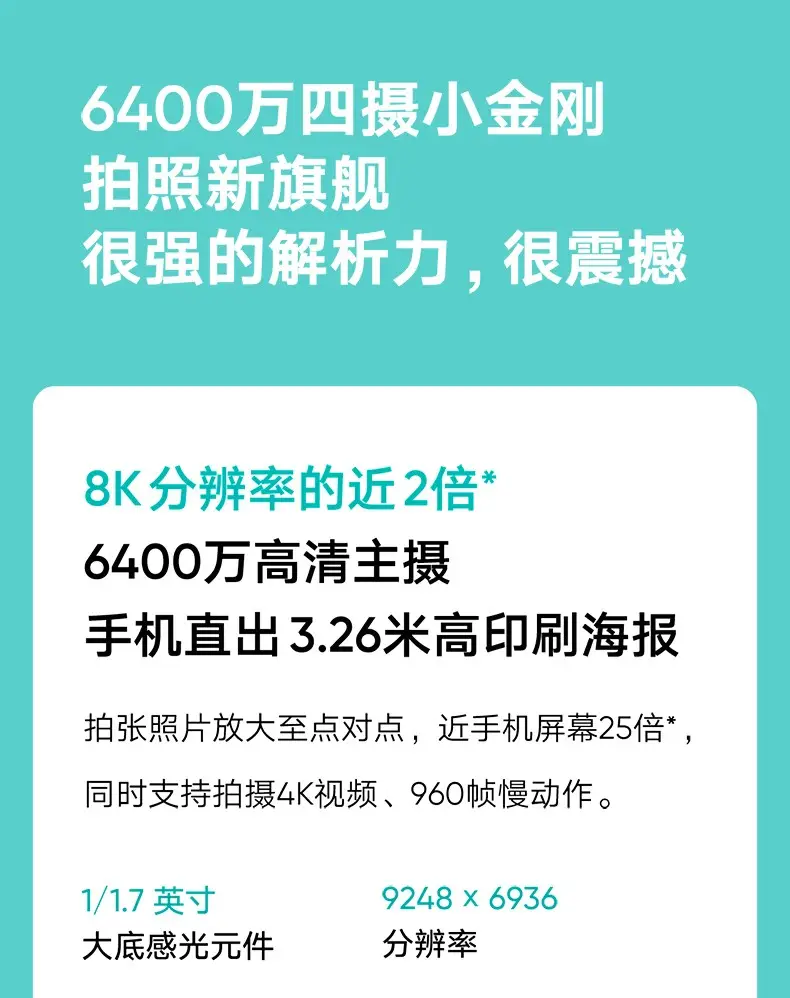 6400万四摄小金刚
拍照新旗舰
很强的解析力，很震撼
8K分辨率的近2倍*
6400万高清主摄
手机直出3.26米高印刷海报
拍张照片放大至点对点，近手机屏幕25倍*，
同时支持拍摄4K视频、960帧慢动作。
1/1.7 英寸
大底感光元件
9248 x 6936
分辨率